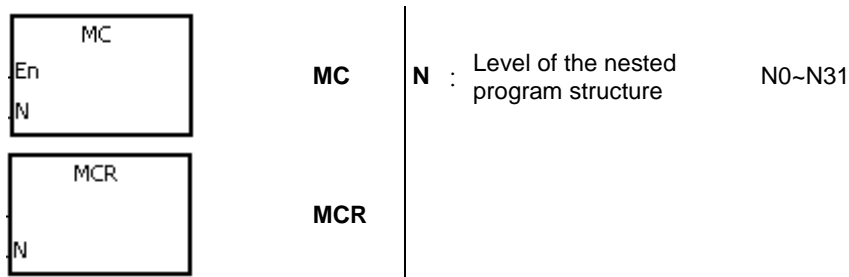 MC
En
N
MC
N : Level of the nested
program structure
N0~N31
MCR
N
MCR